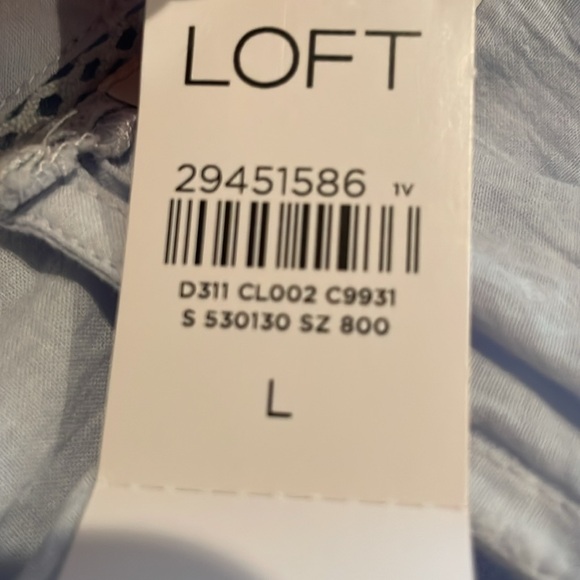 LOFT
29451586 1V
D311 CL002 C9931
S 530130 SZ 800
L